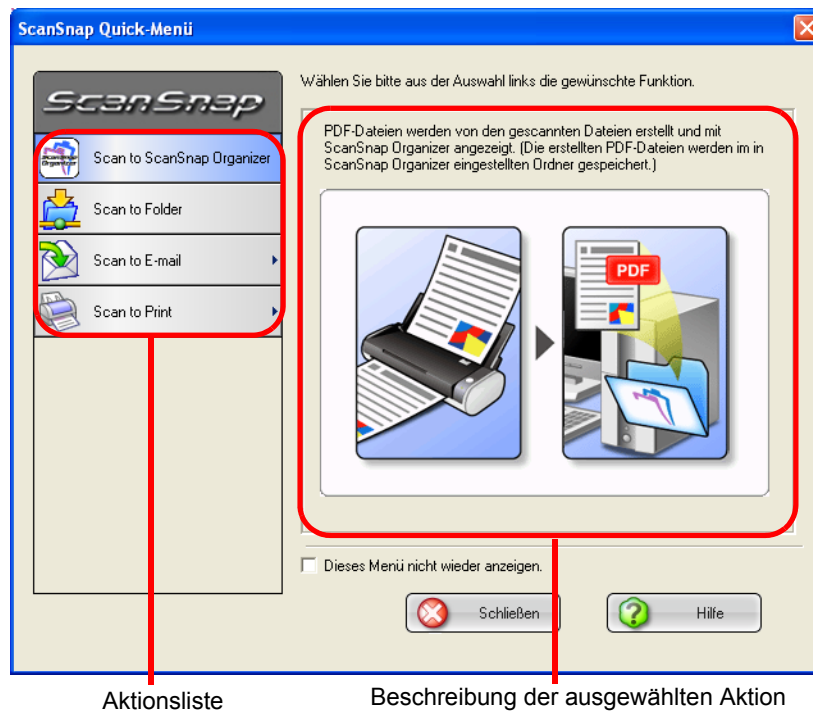 ScanSnap Quick-Menü
ScanSnap
Wählen Sie bitte aus der Auswahl links die gewünschte Funktion.
Scan to ScanSnap Organizer
Scan to Folder
Scan to E-mail
Scan to Print
PDF-Dateien werden von den gescannten Dateien erstellt und mit
ScanSnap Organizer angezeigt. (Die erstellten PDF-Dateien werden im in
ScanSnap Organizer eingestellten Ordner gespeichert.)
PDF
Dieses Menü nicht wieder anzeigen.
Schließen
Hilfe
Aktionsliste
Beschreibung der ausgewählten Aktion